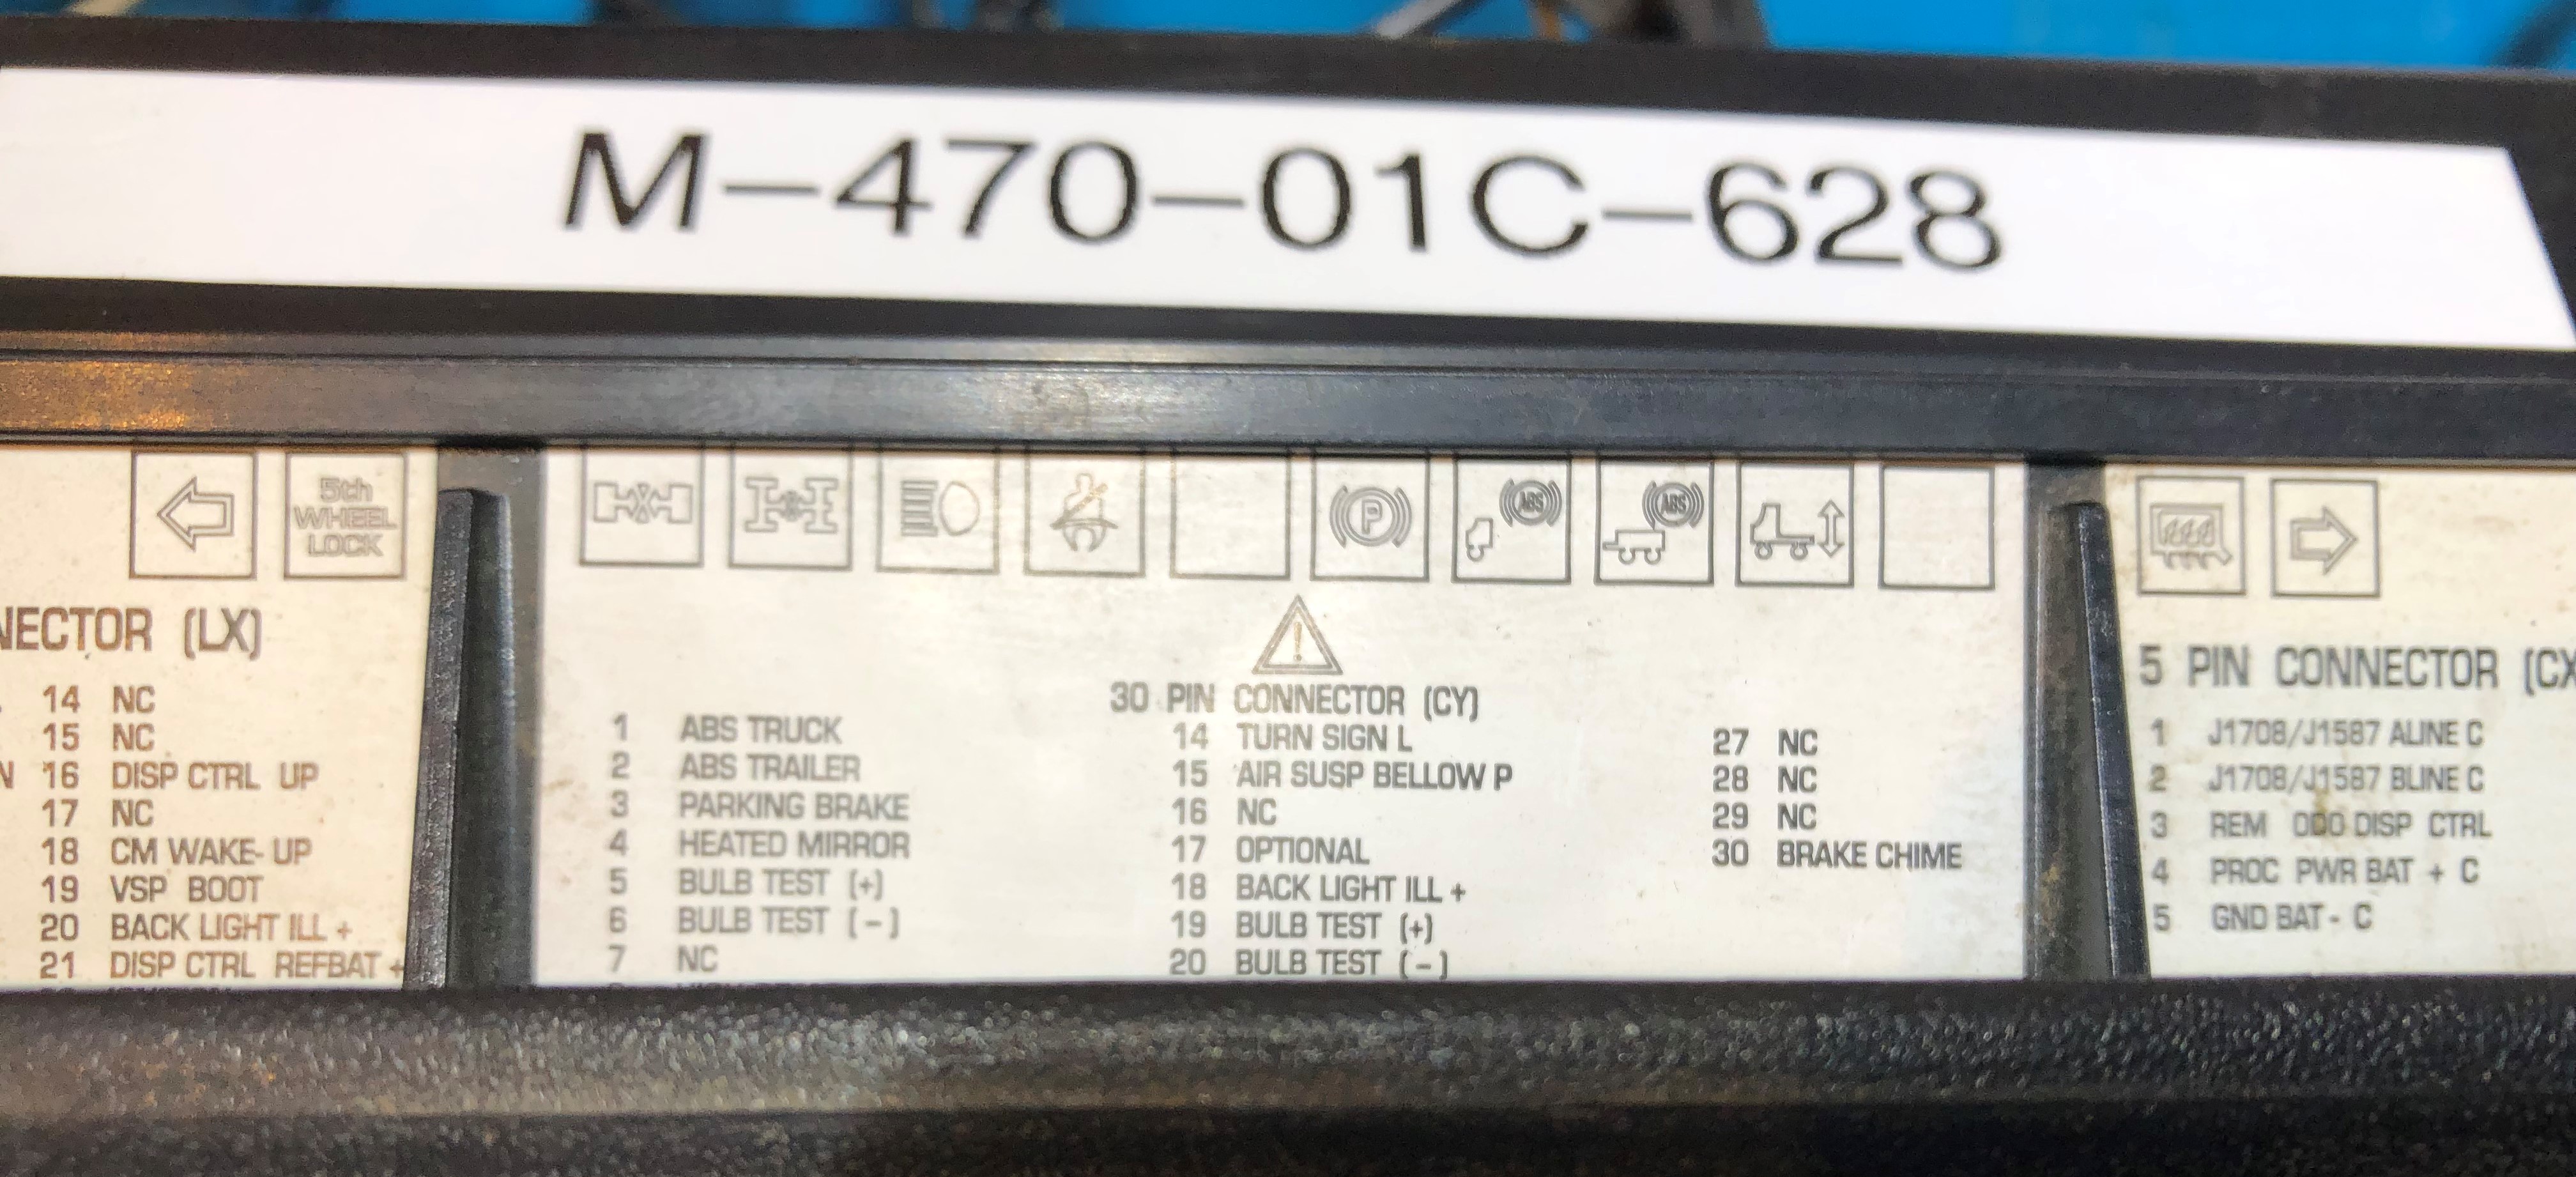 M-470-01C-628
5th
WHEEL
LOCK
P
ABS
ABS
NECTOR (LX)
14 NC
15 NC
N 16 DISP CTRL UP
17 NC
18 CM WAKE-UP
19 VSP BOOT
20 BACK LIGHT ILL +
21 DISP CTRL REFBAT +
30 PIN CONNECTOR (CY)
1 ABS TRUCK
2 ABS TRAILER
3 PARKING BRAKE
4 HEATED MIRROR
5 BULB TEST (+)
6 BULB TEST (-)
7 NC
14 TURN SIGN L
15 AIR SUSP BELLOW P
16 NC
17 OPTIONAL
18 BACK LIGHT ILL +
19 BULB TEST (+)
20 BULB TEST (-)
27 NC
28 NC
29 NC
30 BRAKE CHIME
5 PIN CONNECTOR (CX
1 J1708/J1587 ALINE C
2 J1708/J1587 BLINE C
3 REM ODO DISP CTRL
4 PROC PWR BAT + C
5 GND BAT - C